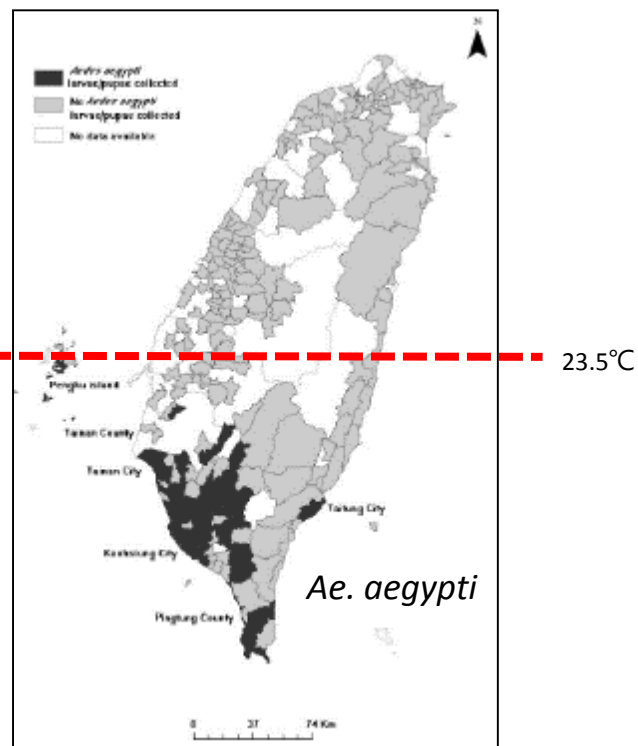 N
Aedes aegypti
larvae/pupae collected
No Aedes aegypti
larvae/pupae collected
No data available
23.5℃
Penghu island
Tainan County
Tainan City
Taitung City
Kaohsiung City
Ae. aegypti
Pingtung County
0 37 74 Km